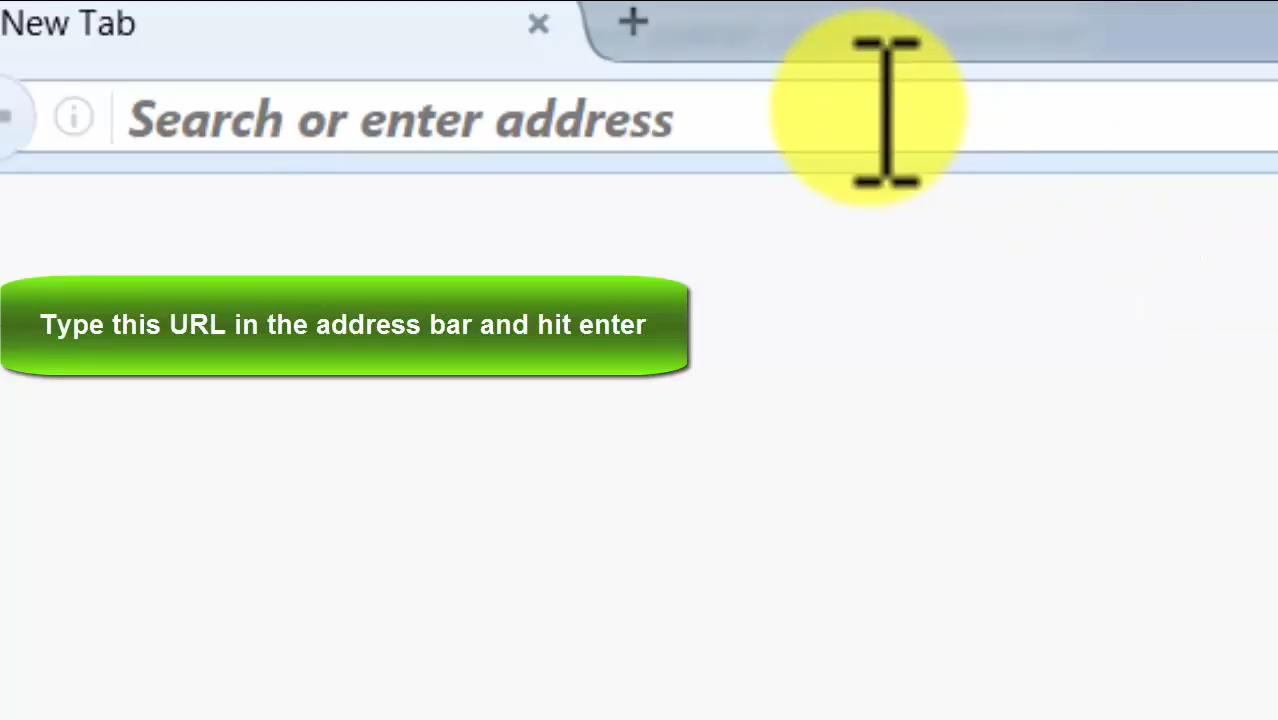 New Tab
Search or enter address
Type this URL in the address bar and hit enter